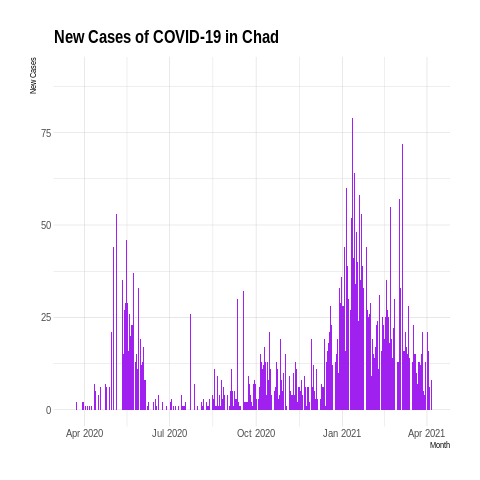 New Cases of COVID-19 in Chad
New Cases
75
50
25
0
Apr 2020
Jul 2020
Oct 2020
Jan 2021
Apr 2021
Month